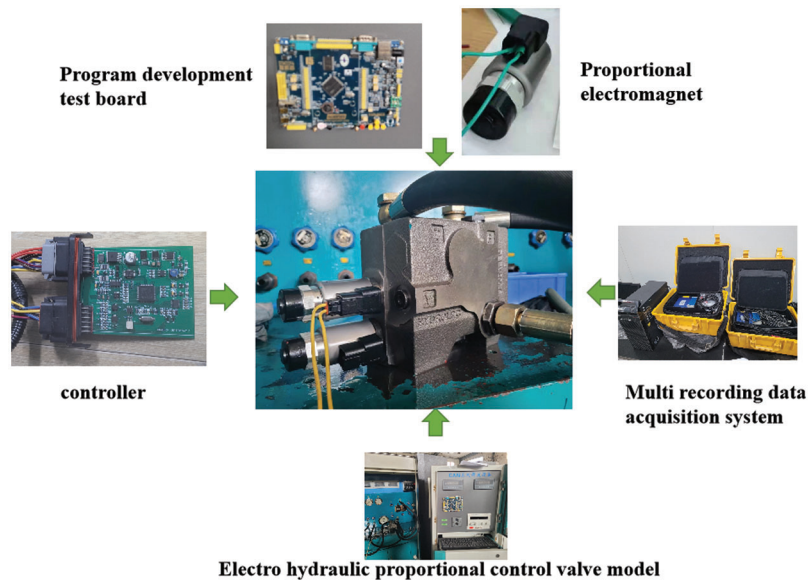 Program development
test board
Proportional
electromagnet
controller
Multi recording data
acquisition system
Electro hydraulic proportional control valve model